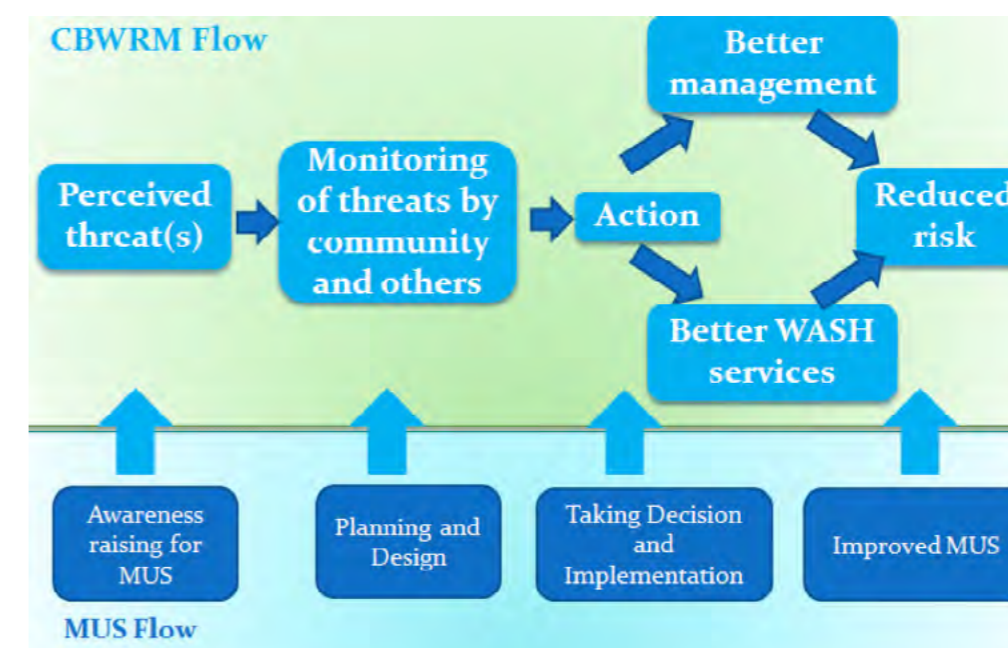 CBWRM Flow
Better
management
Perceived
threat(s)
Monitoring
of threats by
community
and others
Action
Reduced
risk
Better WASH
services
Awareness
raising for
MUS
Planning and
Design
Taking Decision
and
Implementation
Improved MUS
MUS Flow